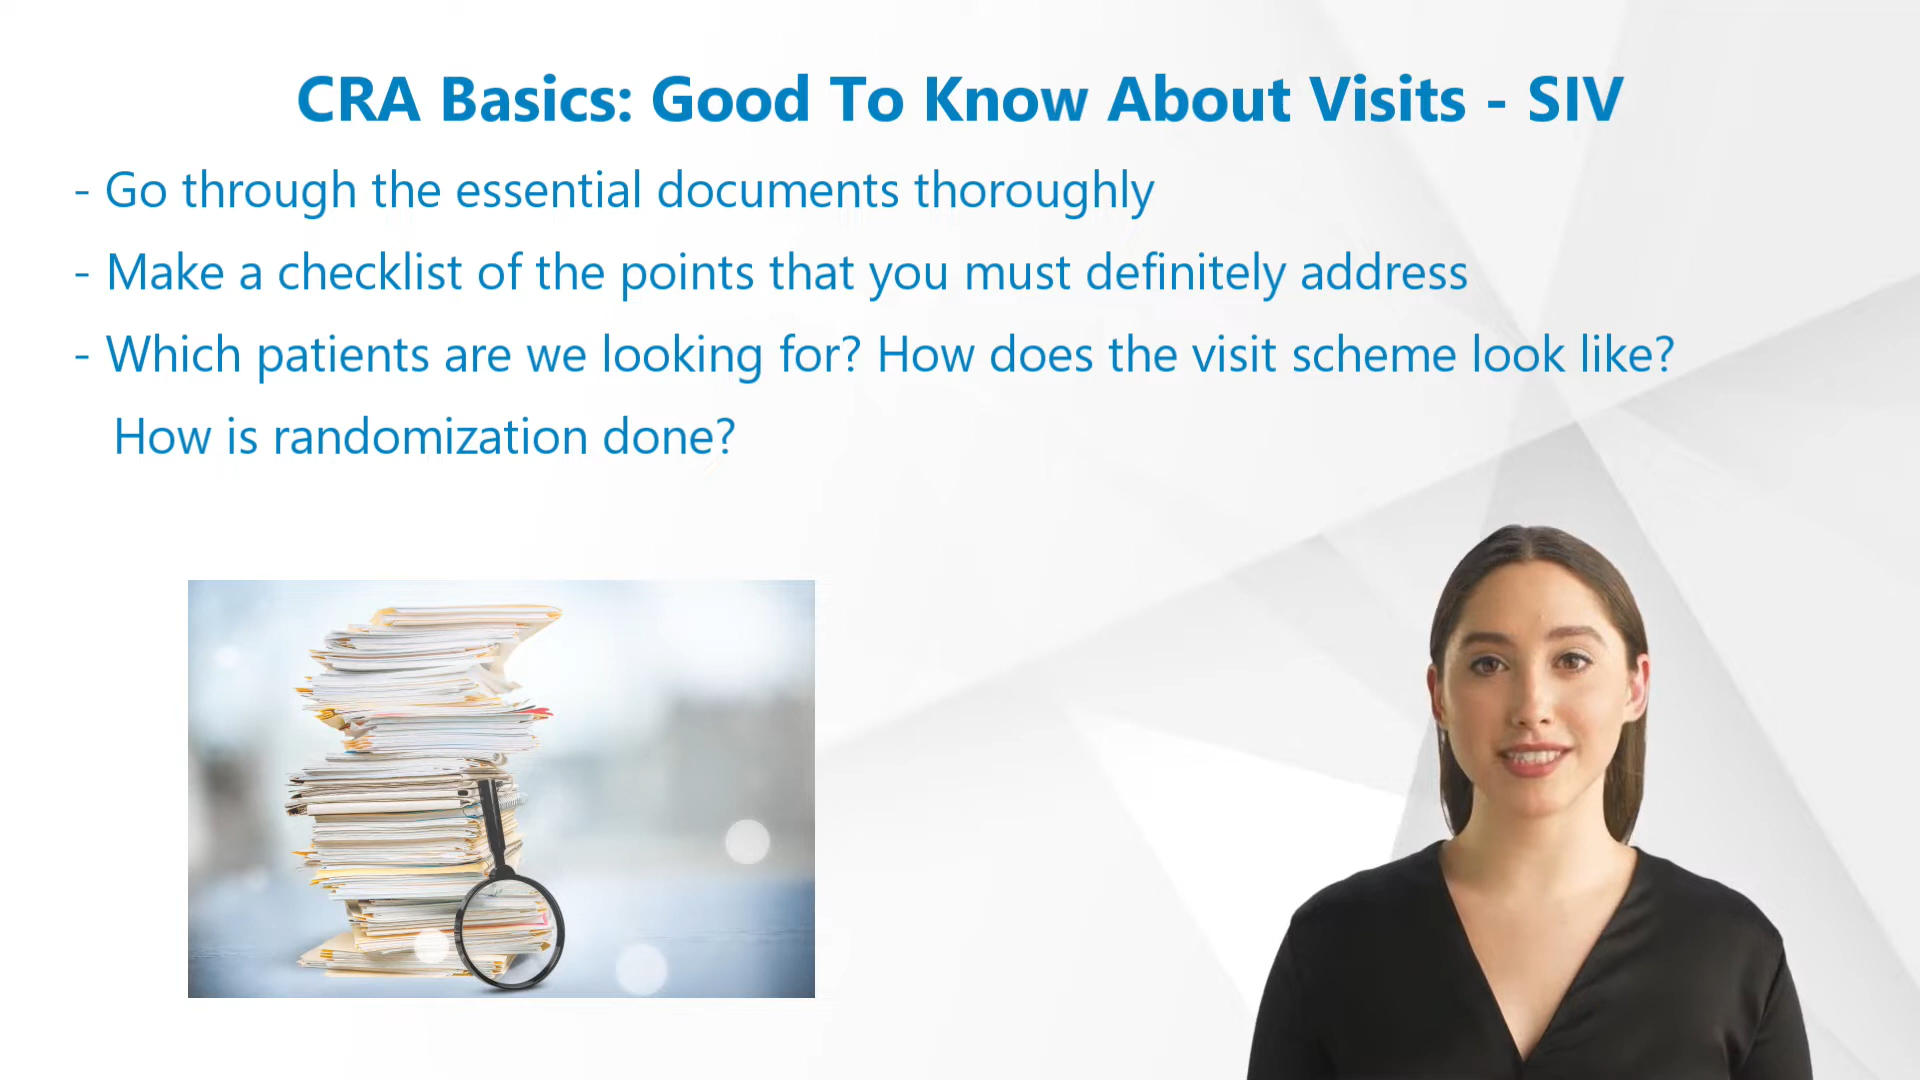 CRA Basics: Good To Know About Visits - SIV
- Go through the essential documents thoroughly
- Make a checklist of the points that you must definitely address
- Which patients are we looking for? How does the visit scheme look like?
How is randomization done?